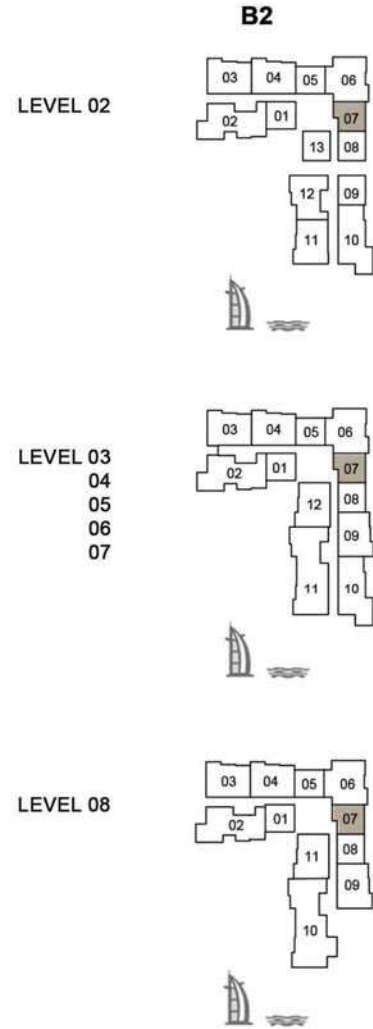 B2
LEVEL 02
03 04 05 06
02 01 07
13 08
12 09
11 10
LEVEL 03
04
05
06
07
03 04 05 06
02 01 07
12 08
09
11 10
LEVEL 08
03 04 05 06
02 01 07
11 08
09
10